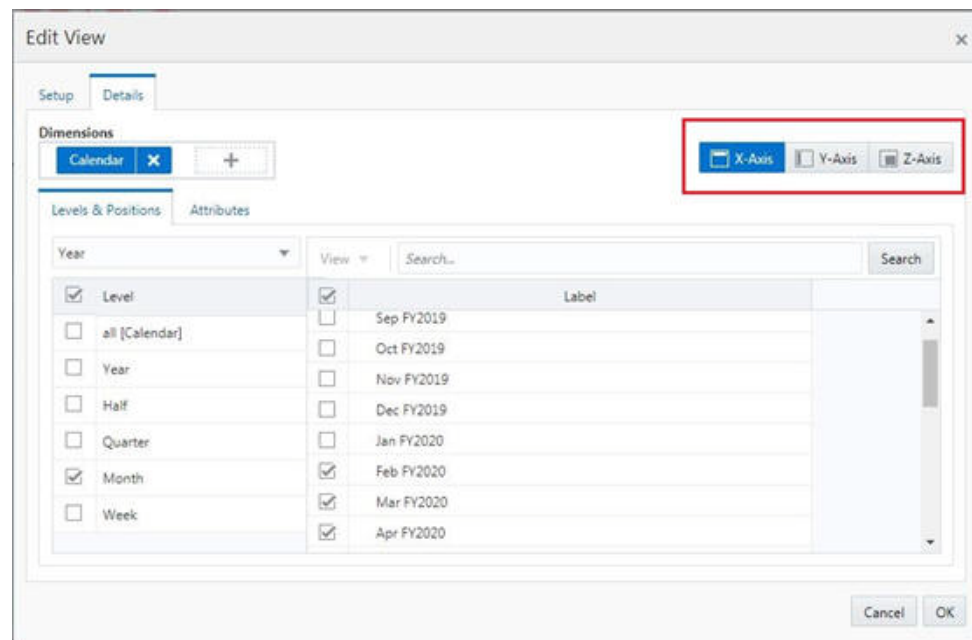 Edit View
Setup Details
Dimensions
Calendar
X-Axis Y-Axis Z-Axis
Levels & Positions Attributes
Year
View Search... Search
Level
Label
all [Calendar]
Year
Half
Quarter
Month
Week
Sep FY2019
Oct FY2019
Nov FY2019
Dec FY2019
Jan FY2020
Feb FY2020
Mar FY2020
Apr FY2020
Cancel OK